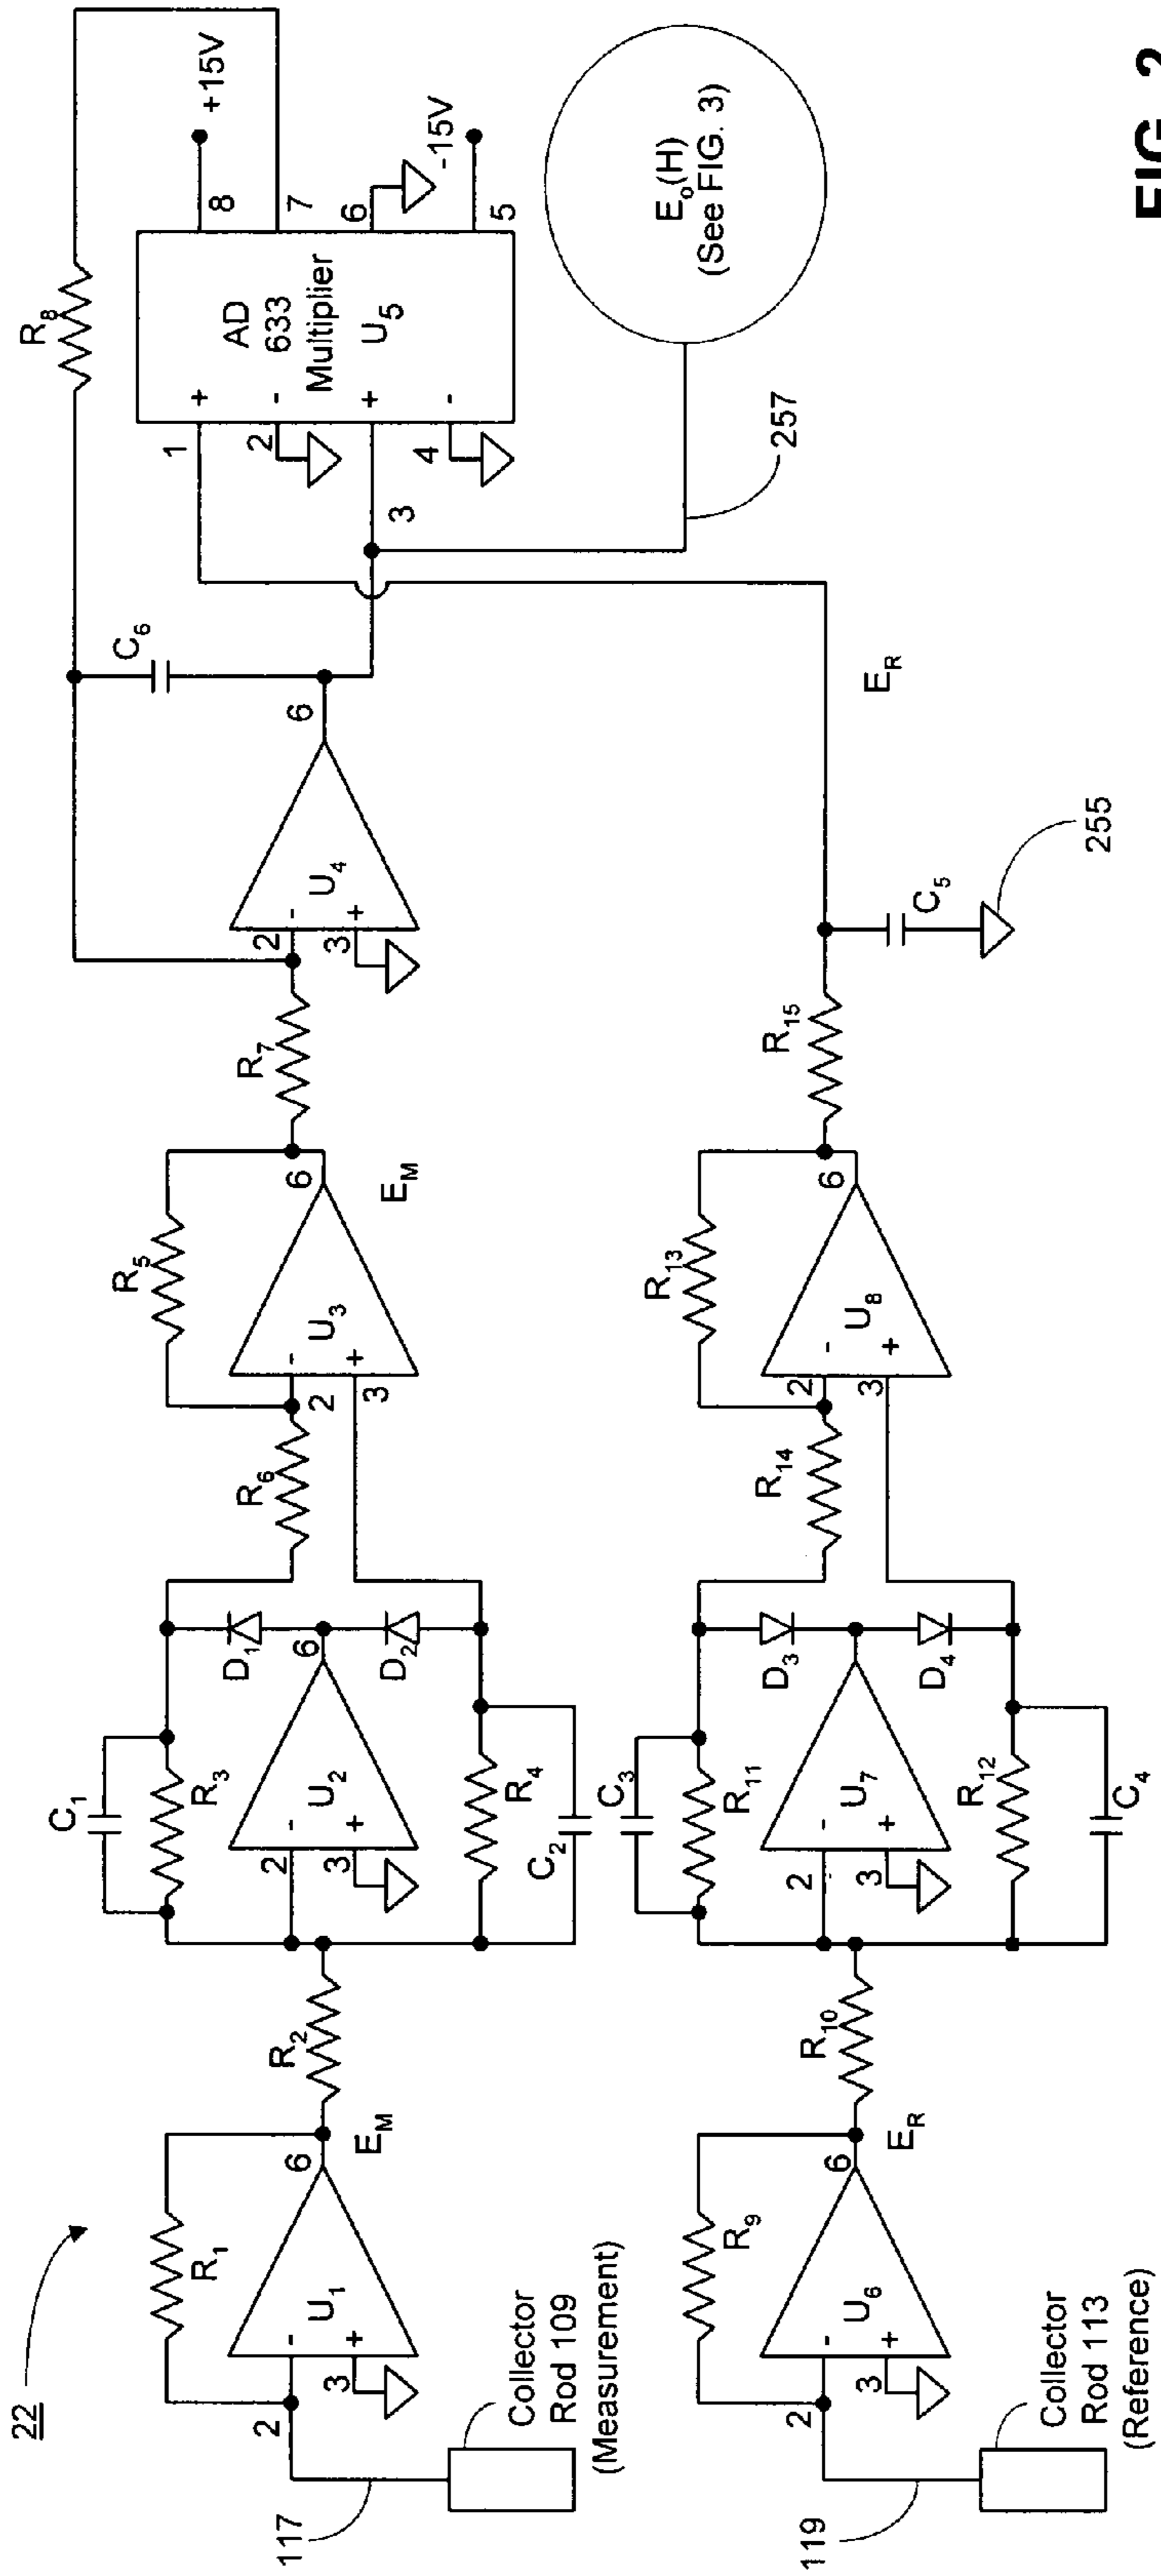 22
117
Collector
Rod 109
(Measurement)
2
3
-
+
U1
R1
6
EM
R2
C1
R3
2
3
-
+
U2
6
D1
D2
R4
C2
R6
R5
2
3
-
+
U3
6
EM
R7
2
3
-
+
U4
6
C6
R8
1
2
3
4
+
-
+
-
AD
633
Multiplier
U5
8
7
6
5
+15V
-15V
Eo(H)
(See FIG. 3)
257
119
Collector
Rod 113
(Reference)
2
3
-
+
U6
R9
6
ER
R10
C3
R11
2
3
-
+
U7
D3
D4
R12
C4
R14
R13
2
3
-
+
U8
6
R15
C5
255
ER
FIG. 2